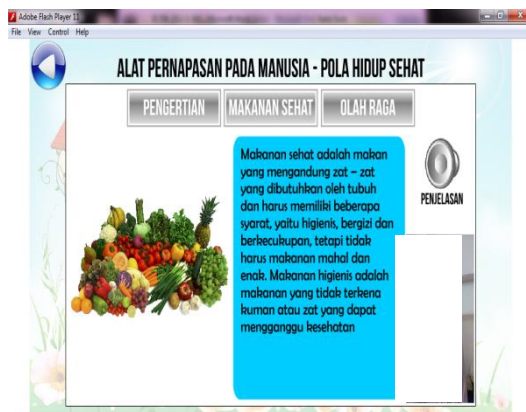 Adobe Flash Player 11
File View Control Help
ALAT PERNAPASAN PADA MANUSIA - POLA HIDUP SEHAT
PENGERTIAN
MAKANAN SEHAT
OLAH RAGA
Makanan sehat adalah makan
yang mengandung zat – zat
yang dibutuhkan oleh tubuh
dan harus memiliki beberapa
syarat, yaitu higienis, bergizi dan
berkecukupan, tetapi tidak
harus makanan mahal dan
enak. Makanan higienis adalah
makanan yang tidak terkena
kuman atau zat yang dapat
mengganggu kesehatan
PENJELASAN